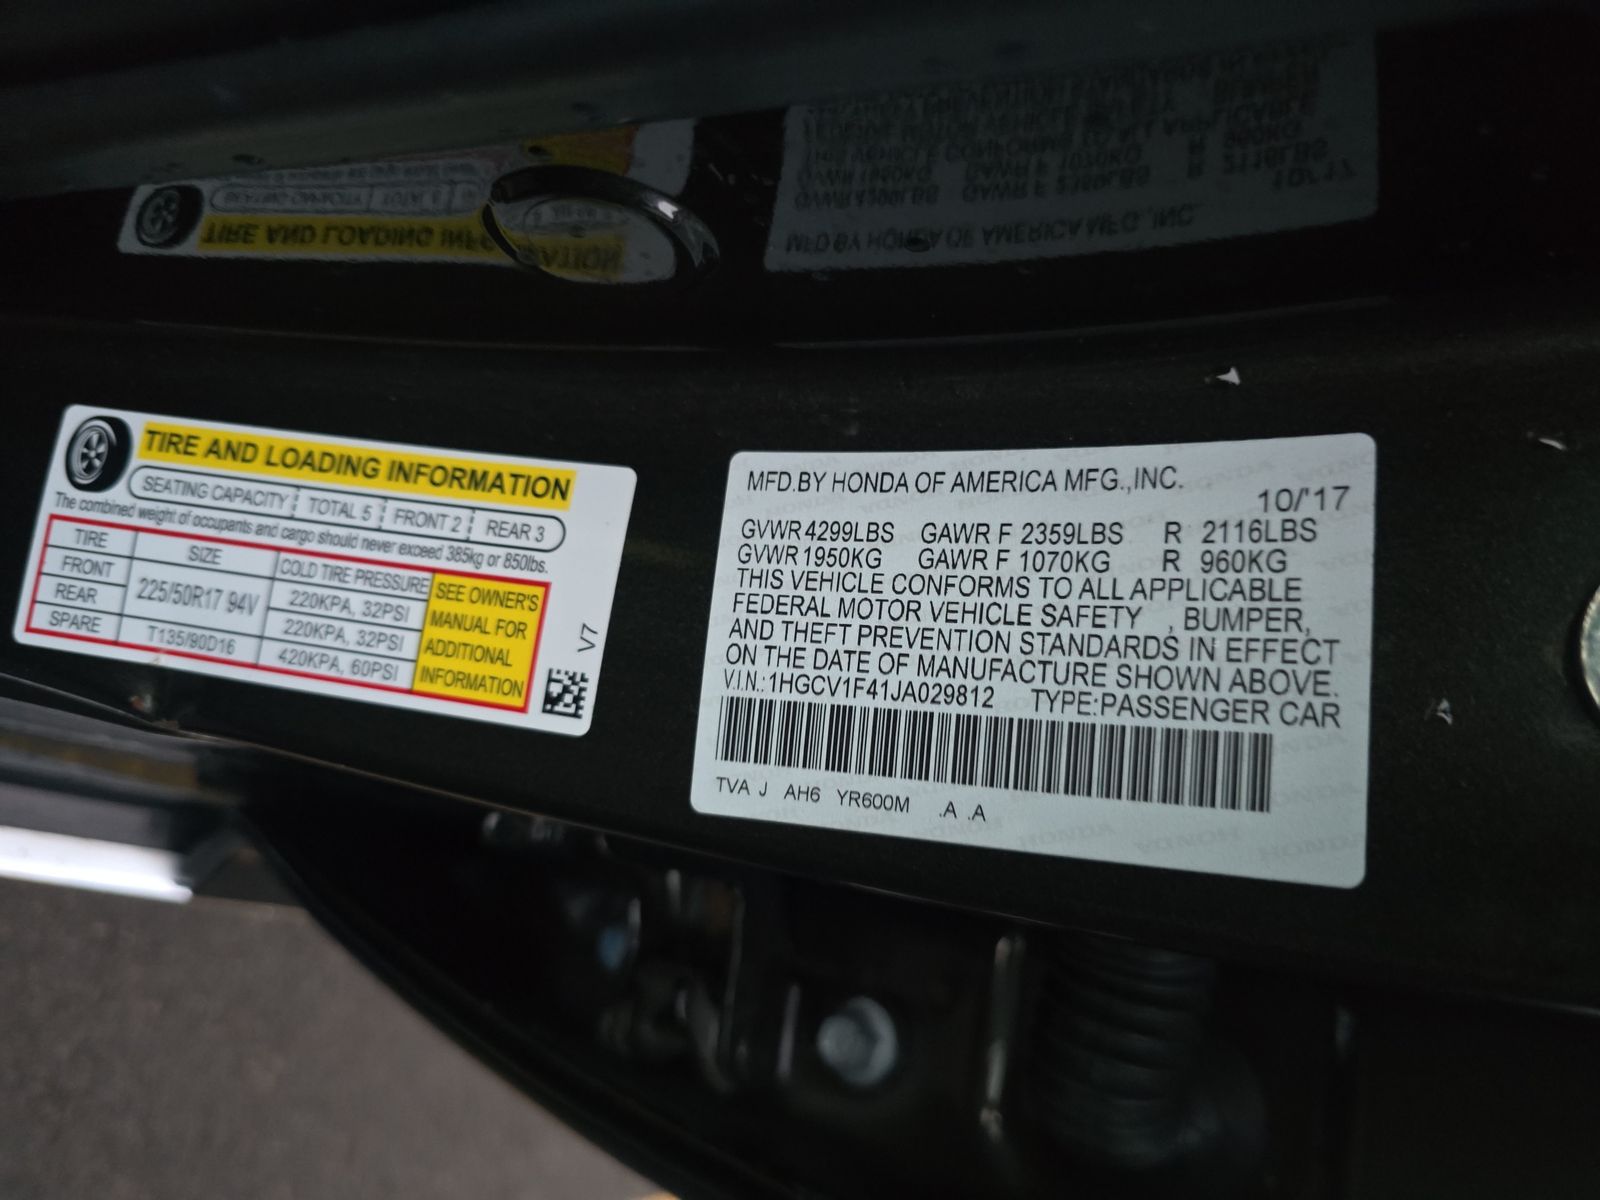 TIRE AND LOADING INFORMATION
SEATING CAPACITY TOTAL 5 FRONT 2 REAR 3
The combined weight of occupants and cargo should never exceed 385kg or 850lbs.
TIRE SIZE COLD TIRE PRESSURE
FRONT 225/50R17 94V 220KPA, 32PSI
REAR 220KPA, 32PSI
SPARE T135/90D16 420KPA, 60PSI
SEE OWNER'S
MANUAL FOR
ADDITIONAL
INFORMATION
V7
MFD.BY HONDA OF AMERICA MFG.,INC.
10/'17
GVWR 4299LBS GAWR F 2359LBS R 2116LBS
GVWR 1950KG GAWR F 1070KG R 960KG
THIS VEHICLE CONFORMS TO ALL APPLICABLE
FEDERAL MOTOR VEHICLE SAFETY , BUMPER,
AND THEFT PREVENTION STANDARDS IN EFFECT
ON THE DATE OF MANUFACTURE SHOWN ABOVE.
V.I.N.: 1HGCV1F41JA029812 TYPE:PASSENGER CAR
TVA J AH6 YR600M .A .A